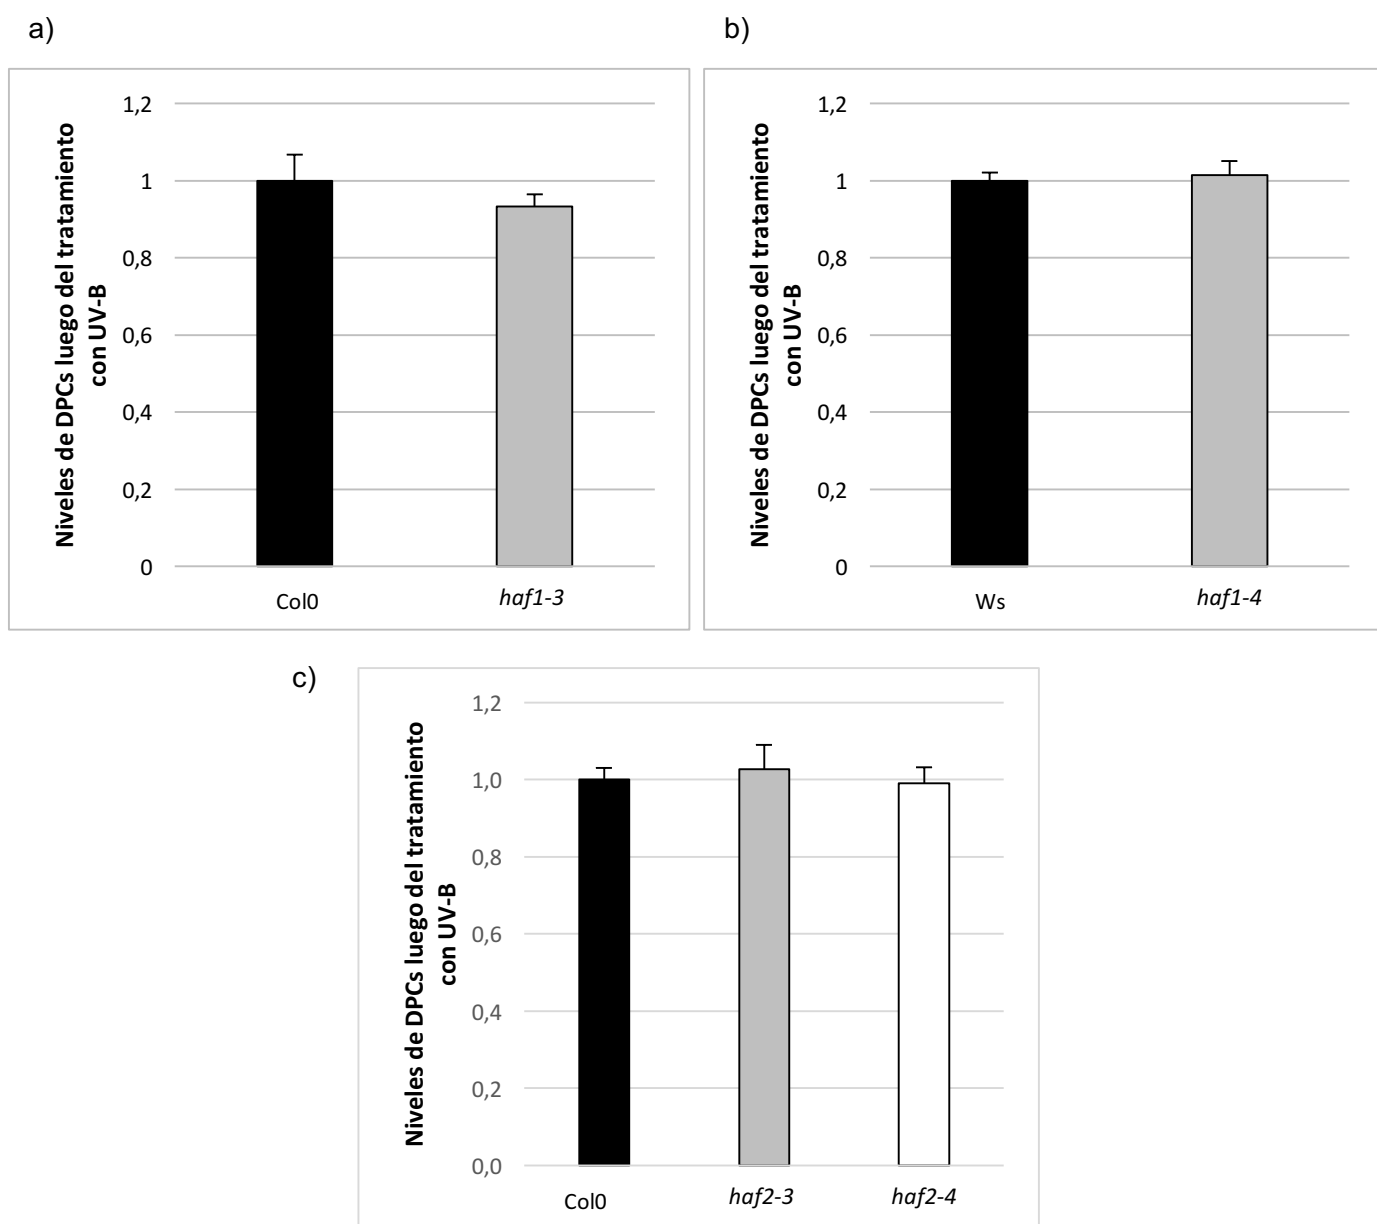 a)
Niveles de DPCs luego del tratamiento
con UV-B
1,2
1
0,8
0,6
0,4
0,2
0
Col0
haf1-3
b)
Niveles de DPCs luego del tratamiento
con UV-B
1,2
1
0,8
0,6
0,4
0,2
0
Ws
haf1-4
c)
Niveles de DPCs luego del tratamiento
con UV-B
1,2
1,0
0,8
0,6
0,4
0,2
0,0
Col0
haf2-3
haf2-4